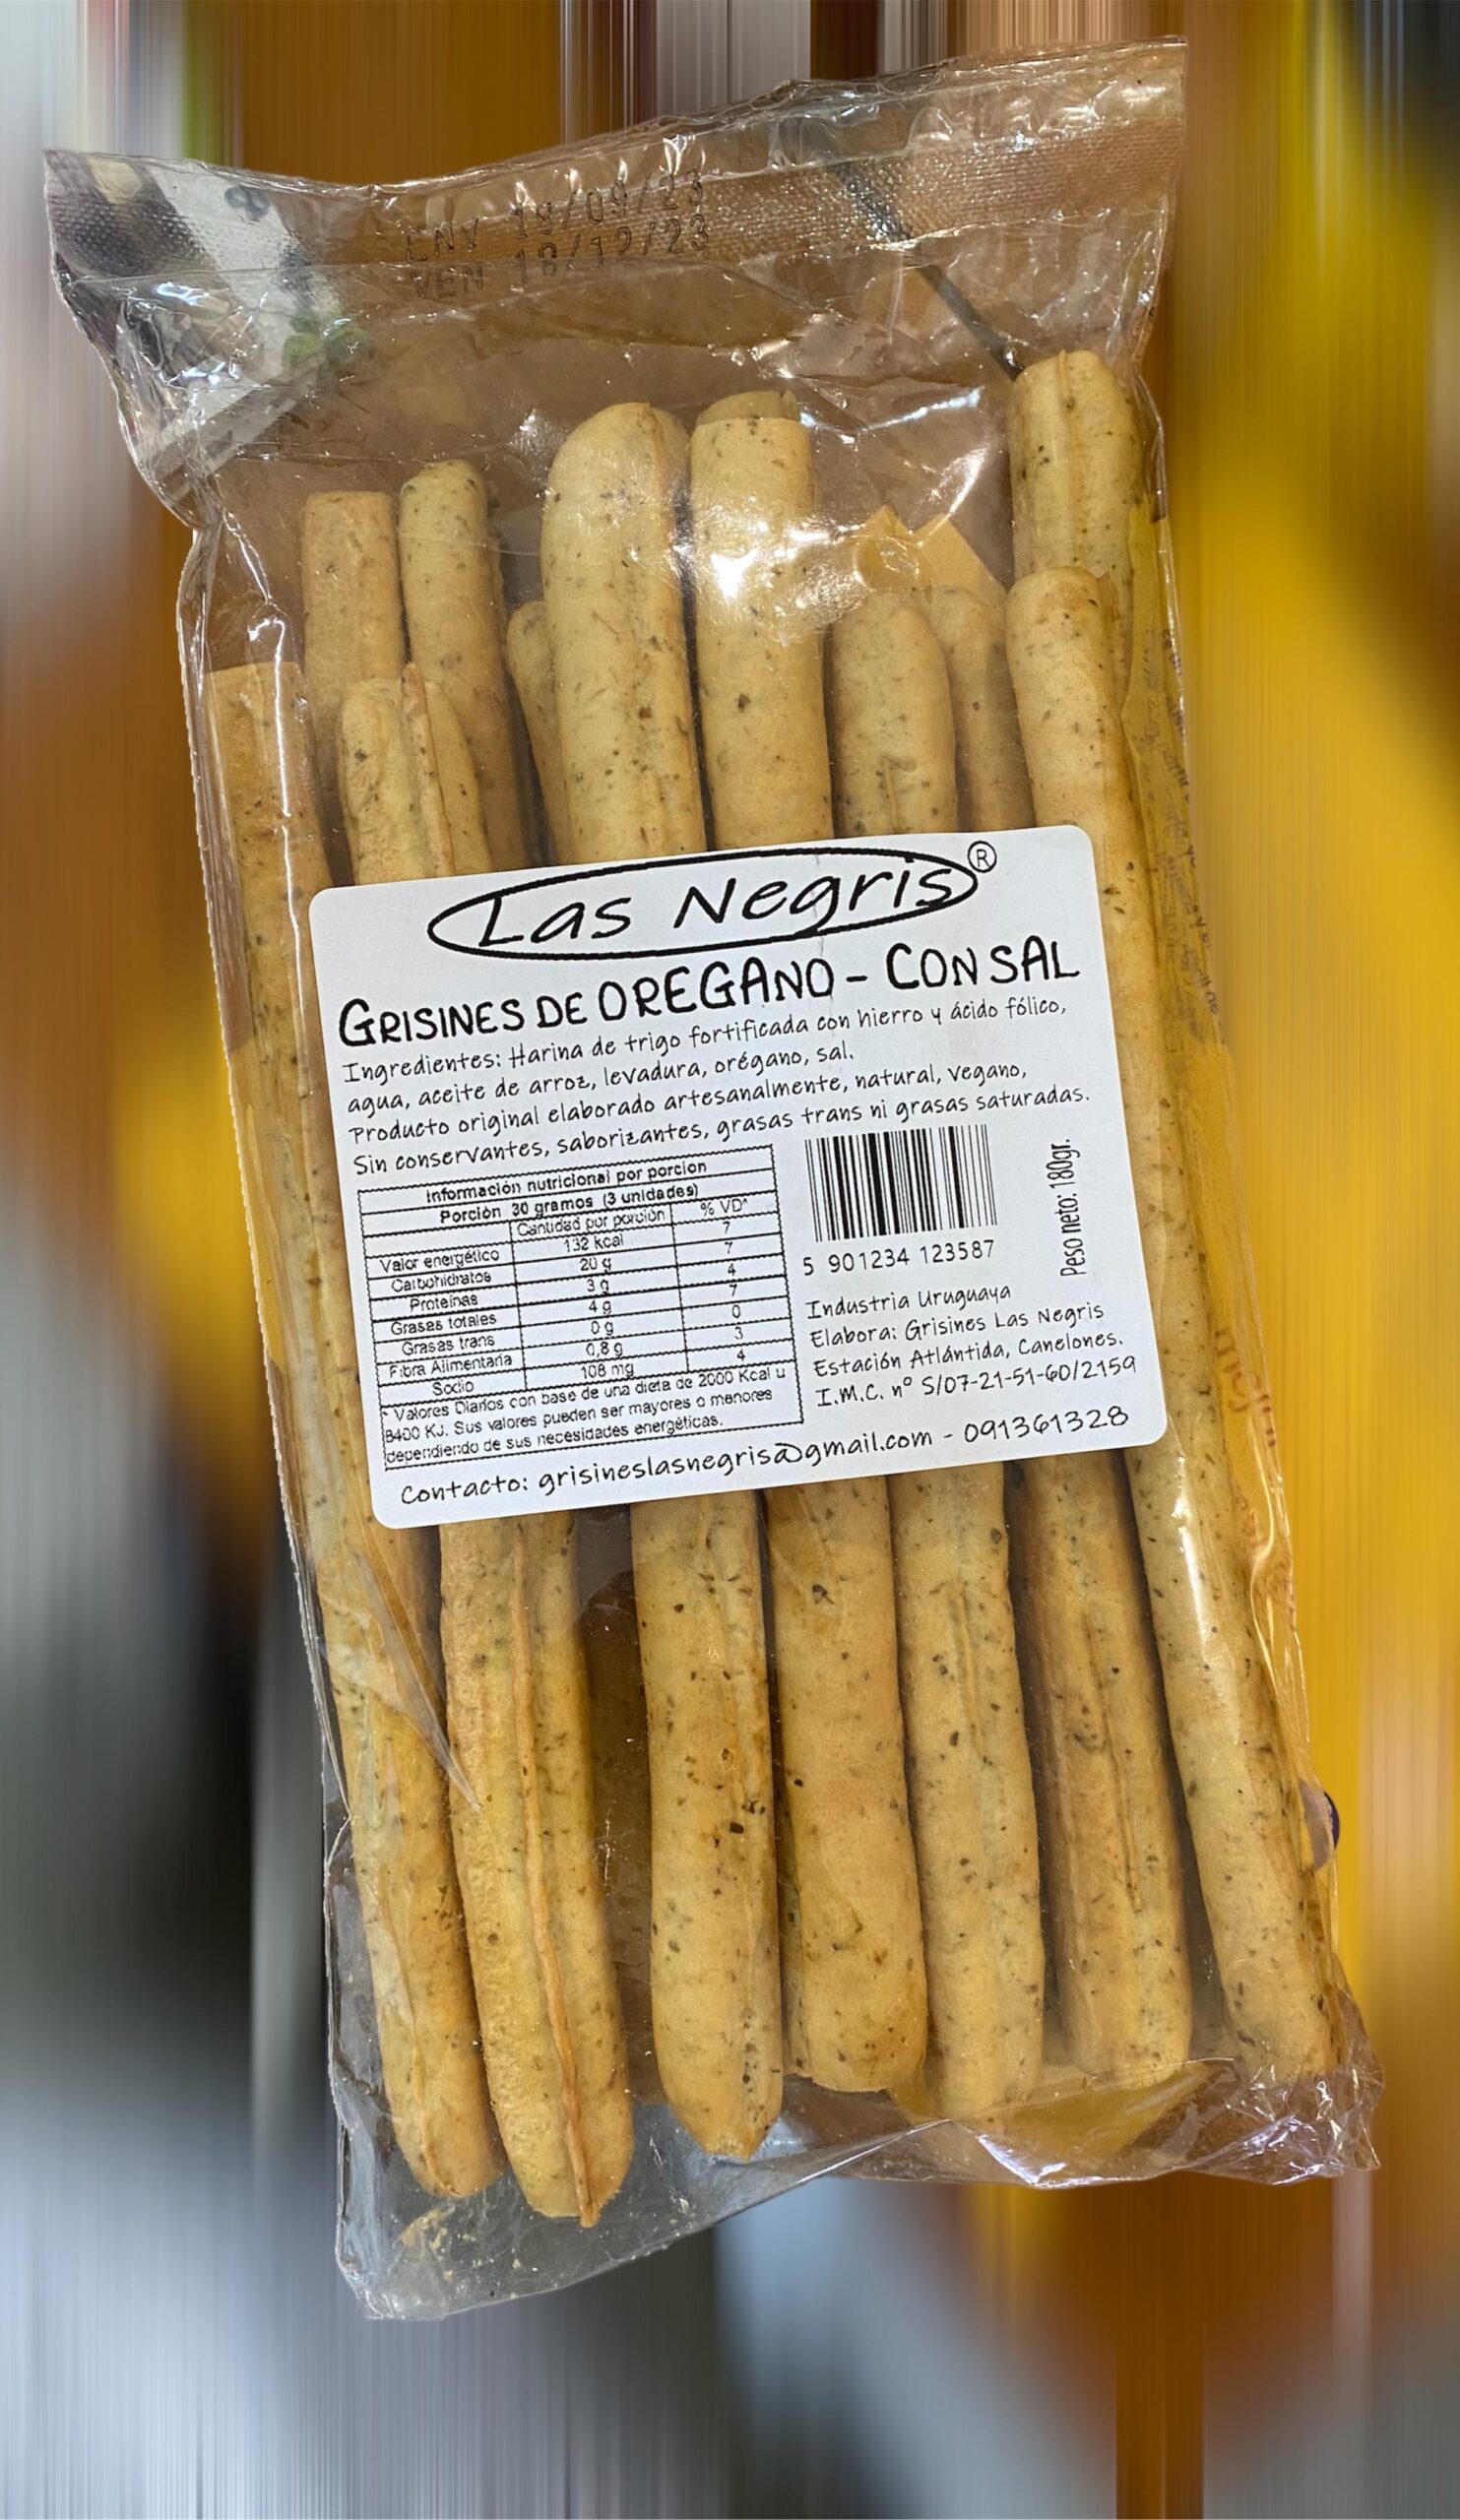 ENV 18/09/23
VEN 18/12/23
Las Negris®
GRISINES DE OREGANO - CON SAL
Ingredientes: Harina de trigo fortificada con hierro y ácido fólico,
agua, aceite de arroz, levadura, orégano, sal.
Producto original elaborado artesanalmente, natural, vegano,
Sin conservantes, saborizantes, grasas trans ni grasas saturadas.
Información nutricional por porcion
Porción 30 gramos (3 unidades)
Cantidad por porción % VD*
Valor energético 132 kcal 7
Carbohidratos 20 g 7
Proteínas 3 g 4
Grasas totales 4 g 7
Grasas trans 0 g 0
Fibra Alimentaria 0,8 g 3
Sodio 108 mg 4
* Valores Diarios con base de una dieta de 2000 Kcal u
8400 KJ. Sus valores pueden ser mayores o menores
dependiendo de sus necesidades energéticas.
5 901234 123587
Peso neto: 180gr.
Industria Uruguaya
Elabora: Grisines Las Negris
Estación Atlántida, Canelones.
I.M.C. nº S/07-21-51-60/2159
Contacto: grisineslasnegris@gmail.com - 091361328